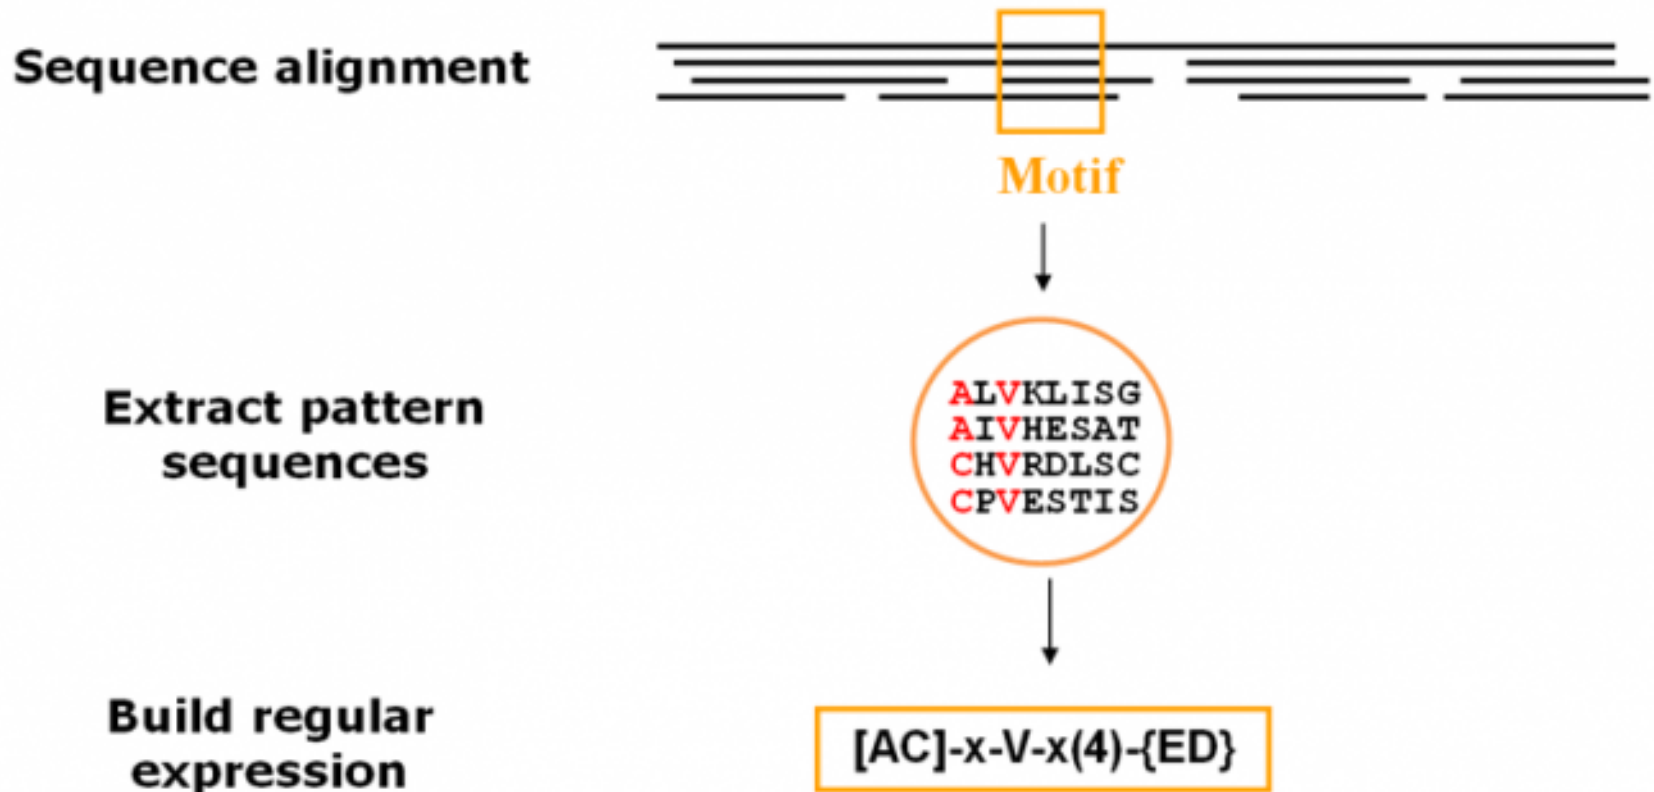 Sequence alignment
Motif
Extract pattern
sequences
ALVKLISG
AIVHESAT
CHVRDLSC
CPVESTIS
Build regular
expression
[AC]-x-V-x(4)-{ED}